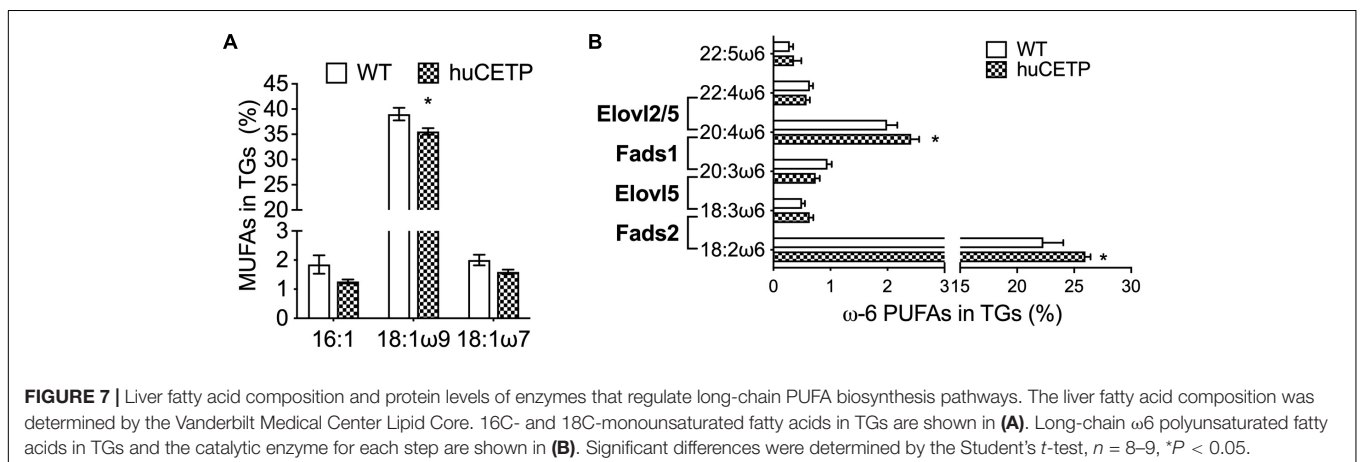 A
WT huCETP
MUFAs in TGs (%)
45
40
35
30
25
20
3
2
1
0
*
16:1 18:1ω9 18:1ω7
B
WT
huCETP
22:5ω6
22:4ω6
Elovl2/5
20:4ω6
*
Fads1
20:3ω6
Elovl5
18:3ω6
Fads2
18:2ω6
*
0 1 2 3 15 20 25 30
ω-6 PUFAs in TGs (%)
FIGURE 7 | Liver fatty acid composition and protein levels of enzymes that regulate long-chain PUFA biosynthesis pathways. The liver fatty acid composition was
determined by the Vanderbilt Medical Center Lipid Core. 16C- and 18C-monounsaturated fatty acids in TGs are shown in (A). Long-chain ω6 polyunsaturated fatty
acids in TGs and the catalytic enzyme for each step are shown in (B). Significant differences were determined by the Student's t-test, n = 8–9, *P < 0.05.